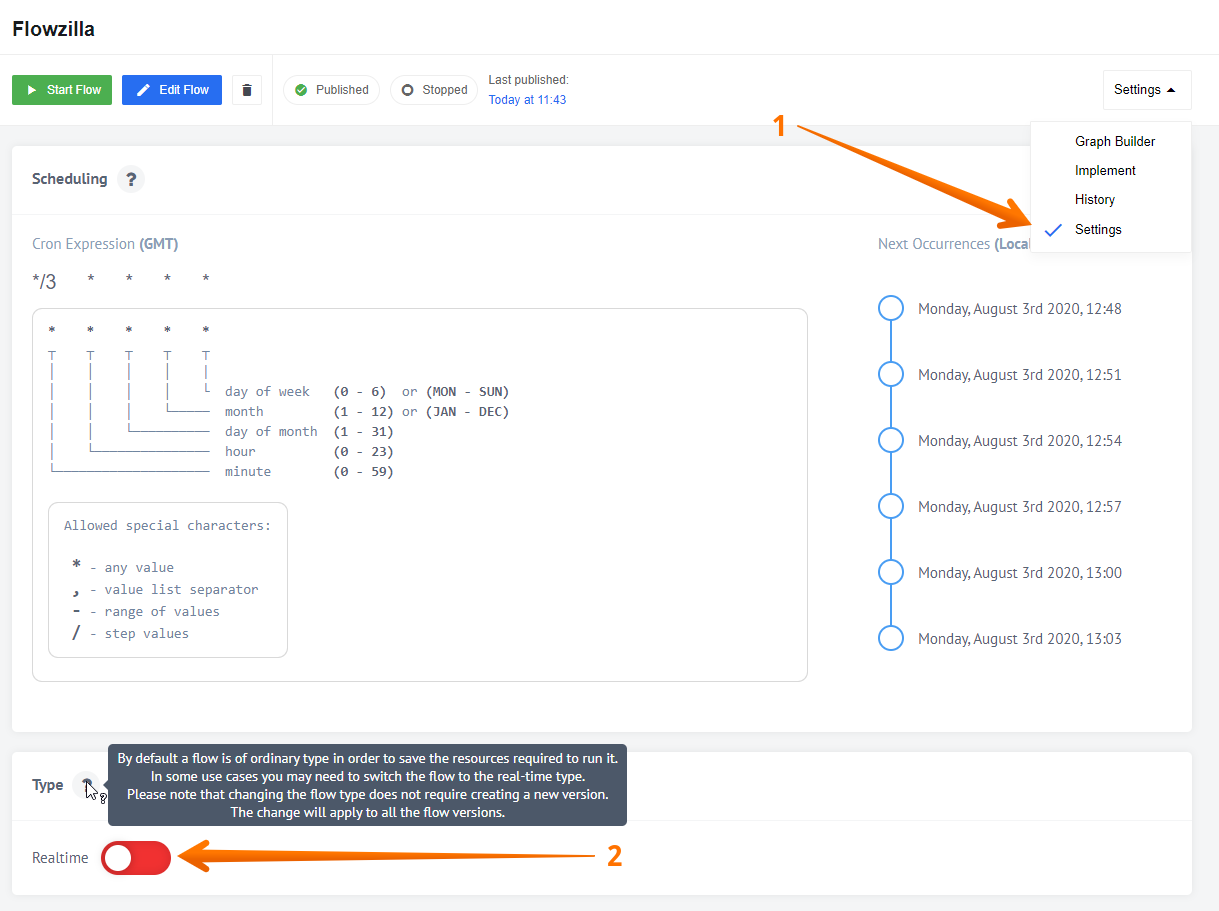 Flowzilla
Start Flow
Edit Flow
Published
Stopped
Last published:
Today at 11:43
Settings
1
Graph Builder
Implement
History
Settings
Scheduling ?
Cron Expression (GMT)
Next Occurrences (Local
*/3 * * * *
* * * * *
day of week (0 - 6) or (MON - SUN)
month (1 - 12) or (JAN - DEC)
day of month (1 - 31)
hour (0 - 23)
minute (0 - 59)
Allowed special characters:
* - any value
, - value list separator
- - range of values
/ - step values
Monday, August 3rd 2020, 12:48
Monday, August 3rd 2020, 12:51
Monday, August 3rd 2020, 12:54
Monday, August 3rd 2020, 12:57
Monday, August 3rd 2020, 13:00
Monday, August 3rd 2020, 13:03
Type ?
By default a flow is of ordinary type in order to save the resources required to run it.
In some use cases you may need to switch the flow to the real-time type.
Please note that changing the flow type does not require creating a new version.
The change will apply to all the flow versions.
Realtime
2